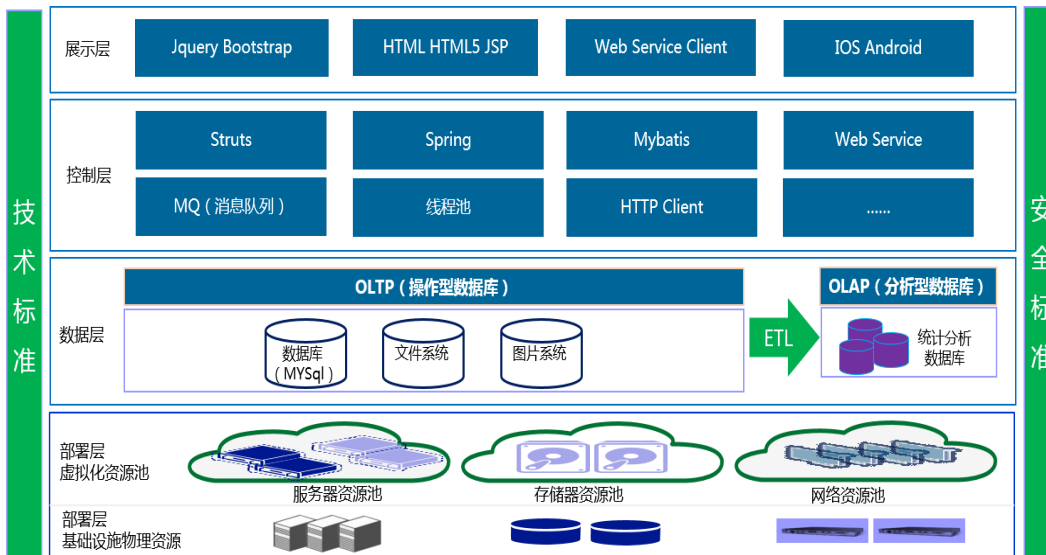 技术标准
展示层
Jquery Bootstrap
HTML HTML5 JSP
Web Service Client
IOS Android
控制层
Struts
Spring
Mybatis
Web Service
MQ（消息队列）
线程池
HTTP Client
......
数据层
OLTP（操作型数据库）
数据库
（MYSql）
文件系统
图片系统
ETL
OLAP（分析型数据库）
统计分析
数据库
部署层
虚拟化资源池
服务器资源池
存储器资源池
网络资源池
部署层
基础设施物理资源
安全标准